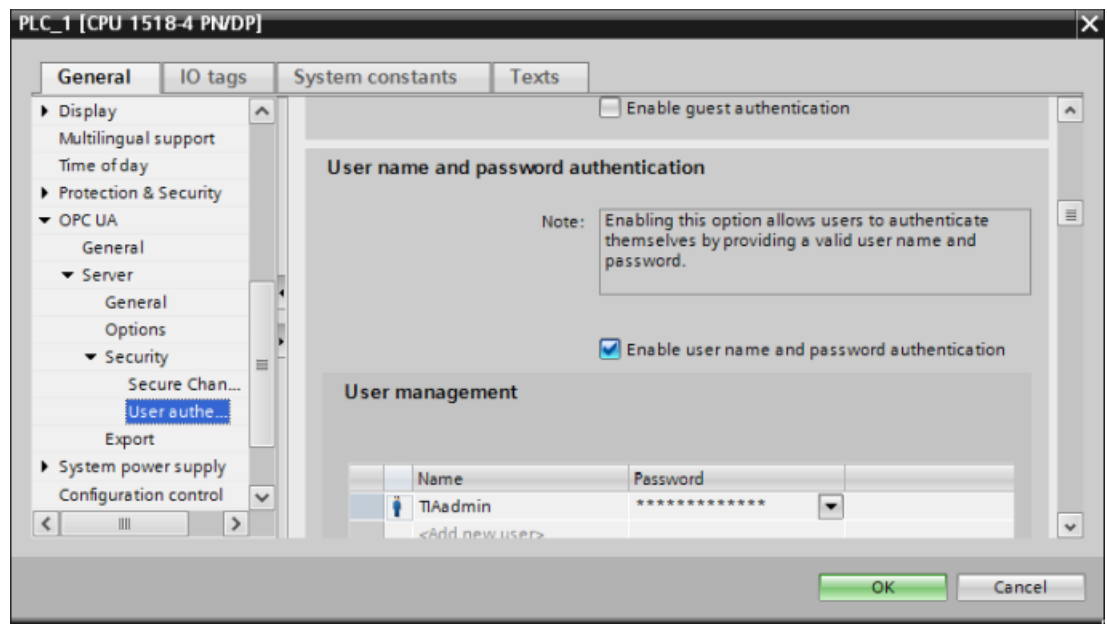 PLC_1 [CPU 1518-4 PN/DP]
General
IO tags
System constants
Texts
Display
Multilingual support
Time of day
Protection & Security
OPC UA
General
Server
General
Options
Security
Secure Chan...
User authe...
Export
System power supply
Configuration control
Enable guest authentication
User name and password authentication
Note:
Enabling this option allows users to authenticate
themselves by providing a valid user name and
password.
Enable user name and password authentication
User management
Name Password
TIAadmin *************
<Add new user>
OK
Cancel